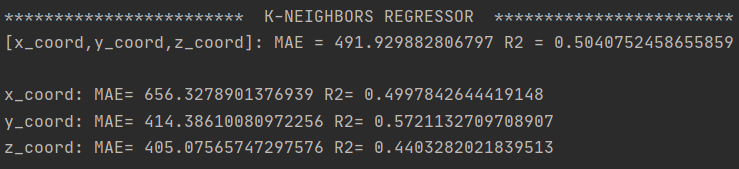 ************************ K-NEIGHBORS REGRESSOR ************************
[x_coord,y_coord,z_coord]: MAE = 491.929882806797 R2 = 0.5040752458655859
x_coord: MAE= 656.3278901376939 R2= 0.4997842644419148
y_coord: MAE= 414.38610080972256 R2= 0.5721132709708907
z_coord: MAE= 405.07565747297576 R2= 0.4403282021839513